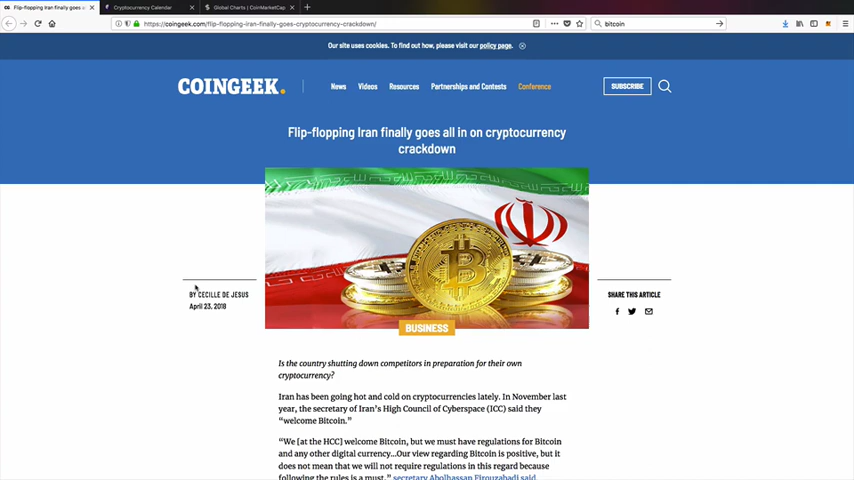 Flip-flopping Iran finally goes al
Cryptocurrency Calendar
Global Charts | CoinMarketCap
https://coingeek.com/flip-flopping-iran-finally-goes-cryptocurrency-crackdown/
bitcoin
Our site uses cookies. To find out how, please visit our policy page.
COINGEEK.
News
Videos
Resources
Partnerships and Contests
Conference
SUBSCRIBE
Flip-flopping Iran finally goes all in on cryptocurrency
crackdown
BY CECILLE DE JESUS
April 23, 2018
SHARE THIS ARTICLE
BUSINESS
Is the country shutting down competitors in preparation for their own
cryptocurrency?
Iran has been going hot and cold on cryptocurrencies lately. In November last
year, the secretary of Iran's High Council of Cyberspace (ICC) said they
“welcome Bitcoin.”
“We [at the HCC] welcome Bitcoin, but we must have regulations for Bitcoin
and any other digital currency...Our view regarding Bitcoin is positive, but it
does not mean that we will not require regulations in this regard because
following the rules is a must,” secretary Abolhassan Firouzabadi said.